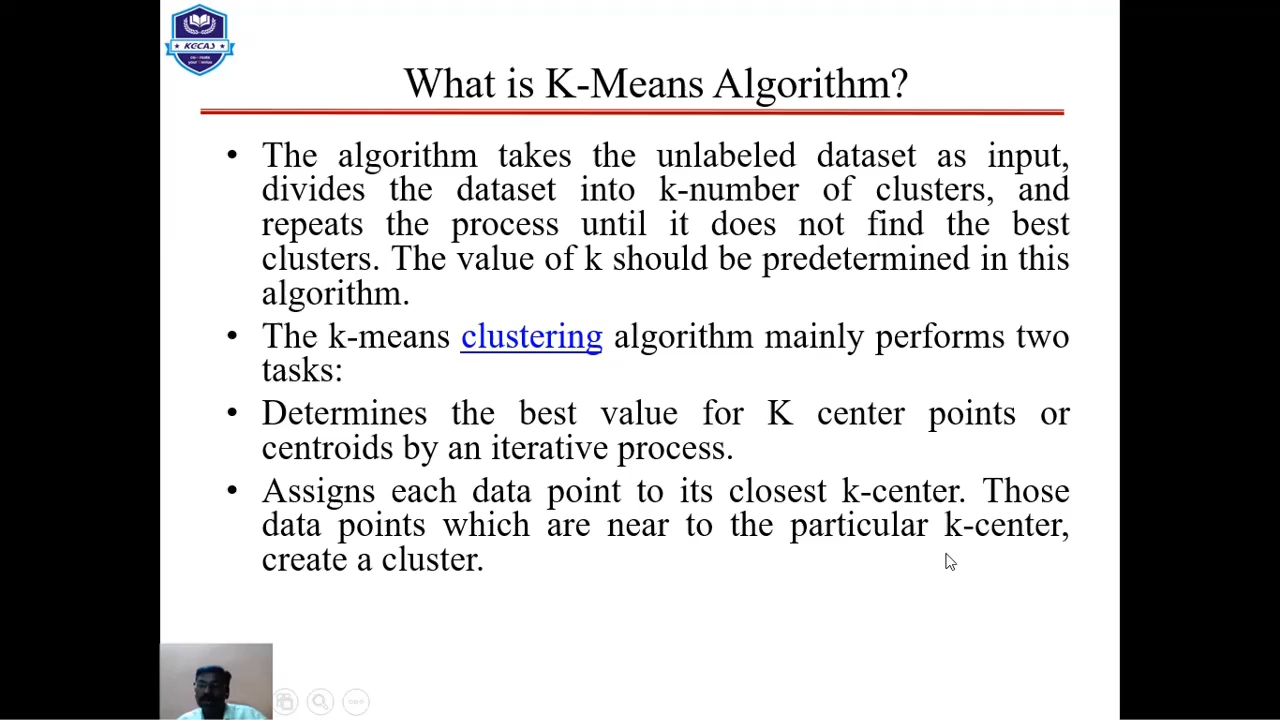 KGCAS
What is K-Means Algorithm?
• The algorithm takes the unlabeled dataset as input,
divides the dataset into k-number of clusters, and
repeats the process until it does not find the best
clusters. The value of k should be predetermined in this
algorithm.
• The k-means clustering algorithm mainly performs two
tasks:
• Determines the best value for K center points or
centroids by an iterative process.
• Assigns each data point to its closest k-center. Those
data points which are near to the particular k-center,
create a cluster.